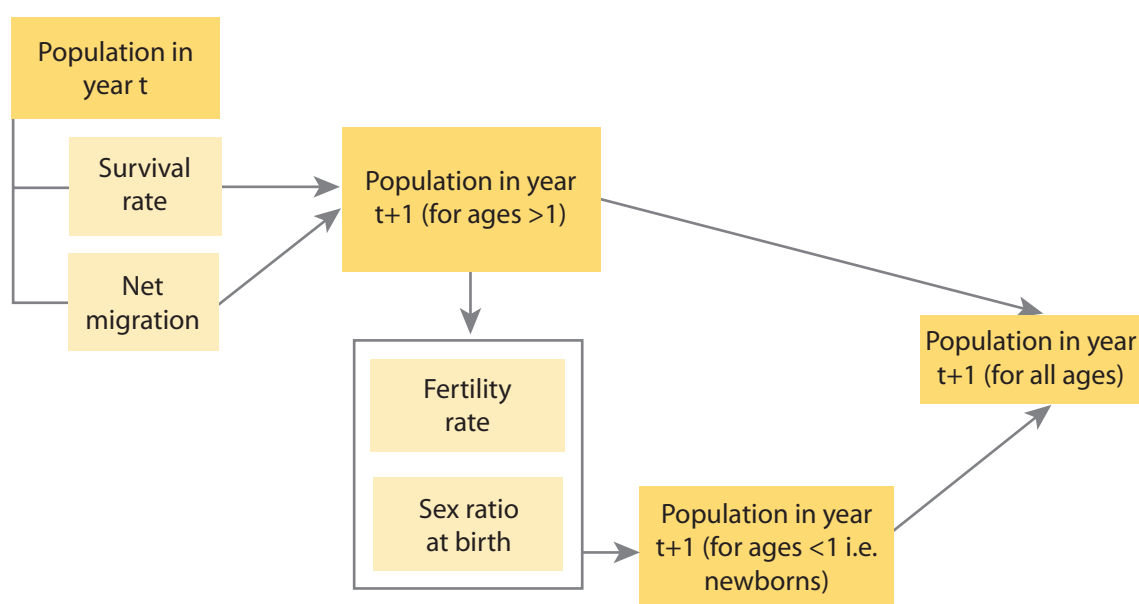 Population in
year t
Survival
rate
Net
migration
Population in year
t+1 (for ages >1)
Fertility
rate
Sex ratio
at birth
Population in year
t+1 (for ages <1 i.e.
newborns)
Population in year
t+1 (for all ages)